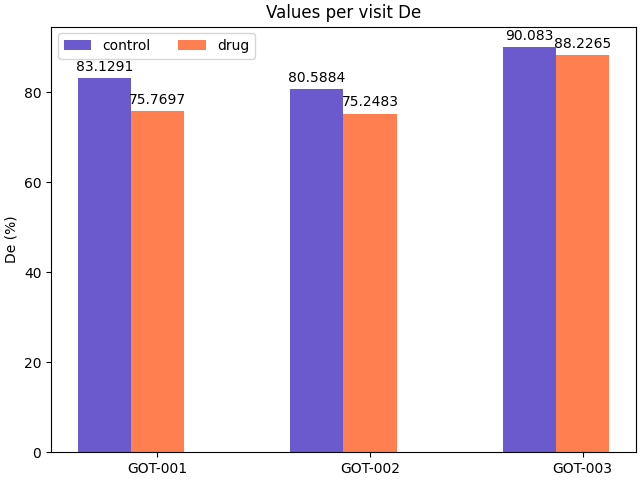 Values per visit De
control drug
83.1291 75.7697
80.5884 75.2483
90.083 88.2265
De (%)
80
60
40
20
0
GOT-001 GOT-002 GOT-003